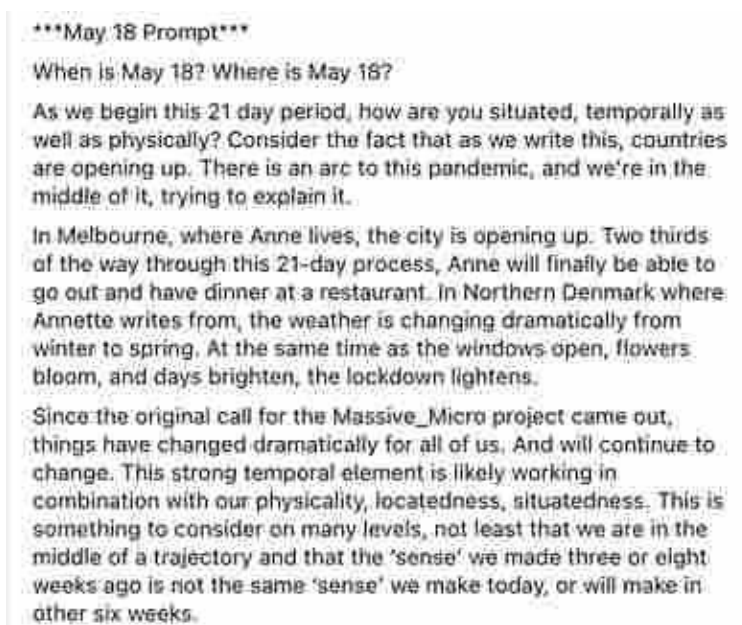 ***May 18 Prompt***
When is May 18? Where is May 18?
As we begin this 21 day period, how are you situated, temporally as
well as physically? Consider the fact that as we write this, countries
are opening up. There is an arc to this pandemic, and we're in the
middle of it, trying to explain it.
In Melbourne, where Anne lives, the city is opening up. Two thirds
of the way through this 21-day process, Anne will finally be able to
go out and have dinner at a restaurant. In Northern Denmark where
Annette writes from, the weather is changing dramatically from
winter to spring. At the same time as the windows open, flowers
bloom, and days brighten, the lockdown lightens.
Since the original call for the Massive_Micro project came out,
things have changed dramatically for all of us. And will continue to
change. This strong temporal element is likely working in
combination with our physicality, locatedness, situatedness. This is
something to consider on many levels, not least that we are in the
middle of a trajectory and that the 'sense' we made three or eight
weeks ago is not the same 'sense' we make today, or will make in
other six weeks.